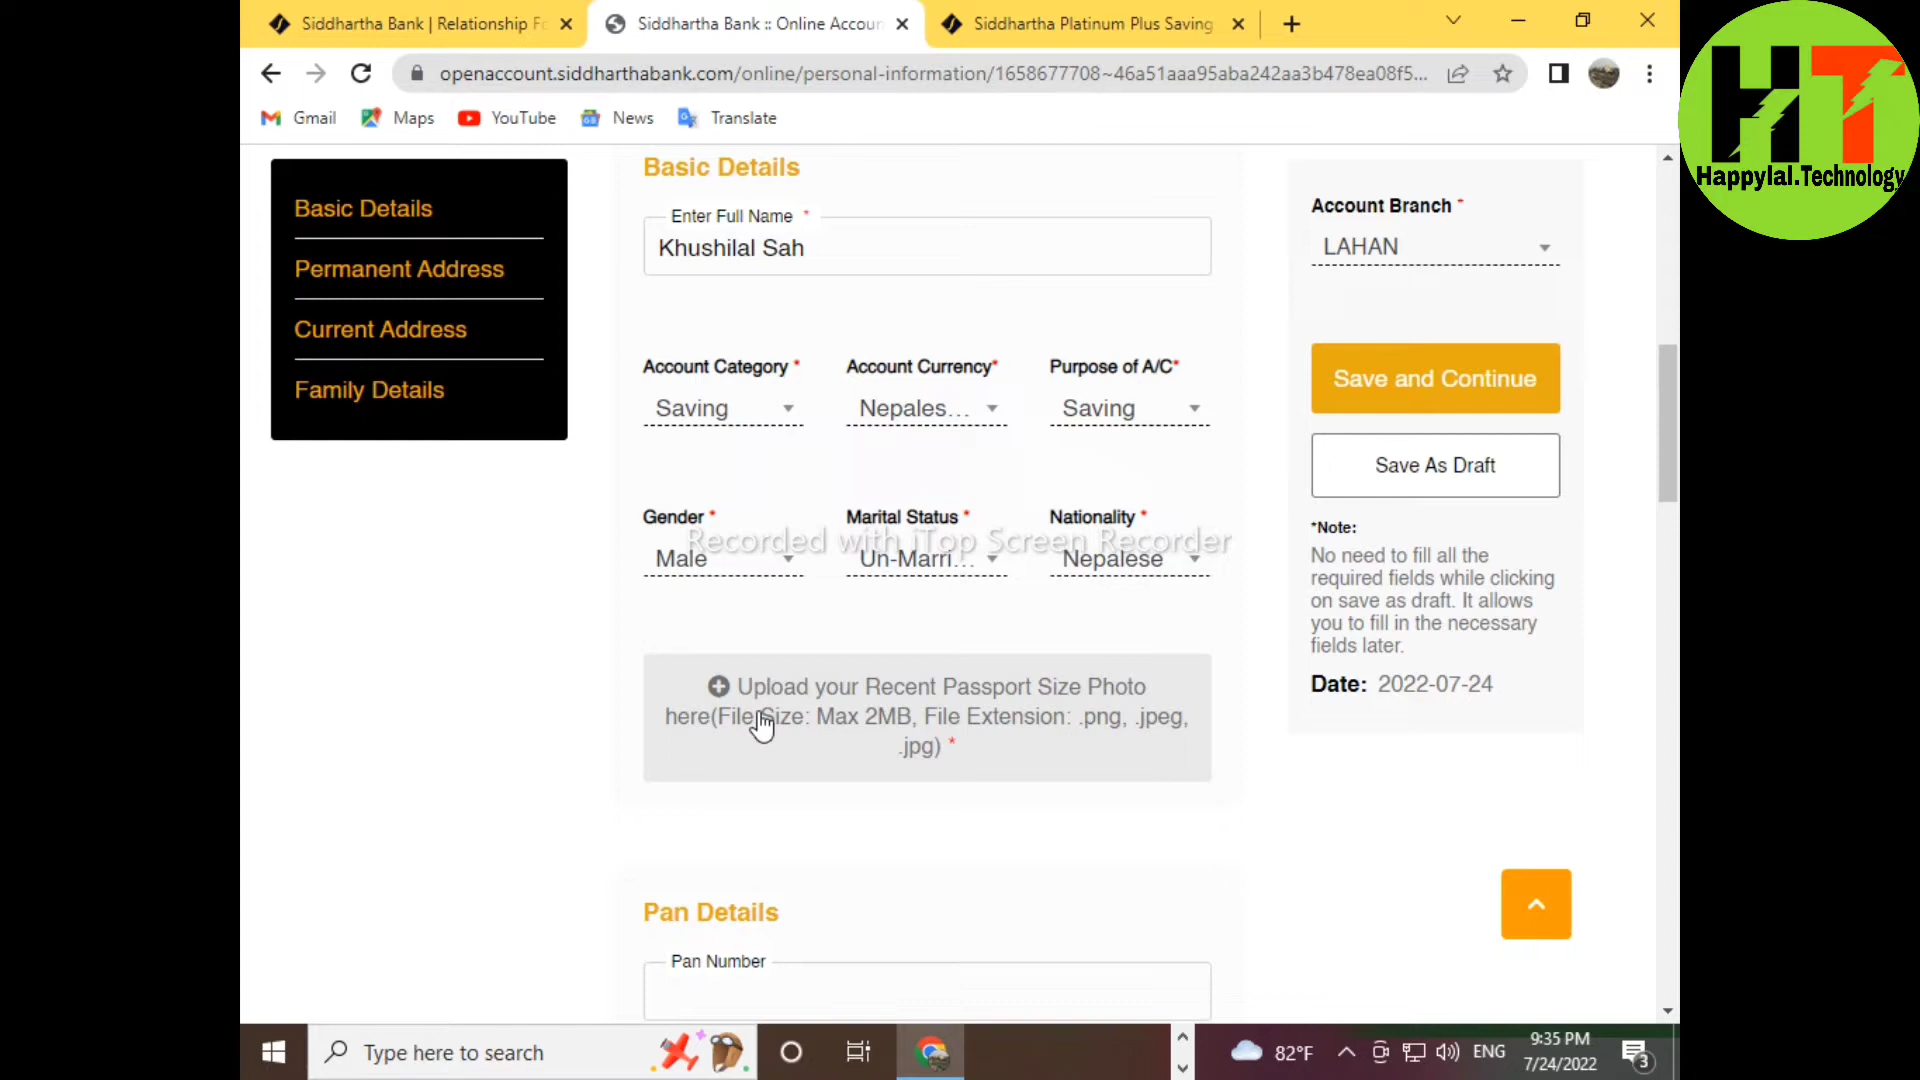 Siddhartha Bank | Relationship Fo
Siddhartha Bank :: Online Accoun
Siddhartha Platinum Plus Saving
openaccount.siddharthabank.com/online/personal-information/1658677708~46a51aaa95aba242aa3b478ea08f5...
Gmail
Maps
YouTube
News
Translate
HT
Happylal.Technology
Basic Details
Permanent Address
Current Address
Family Details
Basic Details
Enter Full Name *
Khushilal Sah
Account Category * Account Currency* Purpose of A/C*
Saving Nepales... Saving
Gender * Marital Status * Nationality *
Recorded with iTop Screen Recorder
Male Un-Marri... Nepalese
Upload your Recent Passport Size Photo
here(File Size: Max 2MB, File Extension: .png, .jpeg,
.jpg) *
Pan Details
Pan Number
Account Branch *
LAHAN
Save and Continue
Save As Draft
*Note:
No need to fill all the
required fields while clicking
on save as draft. It allows
you to fill in the necessary
fields later.
Date: 2022-07-24
Type here to search
82°F
ENG
9:35 PM
7/24/2022
3